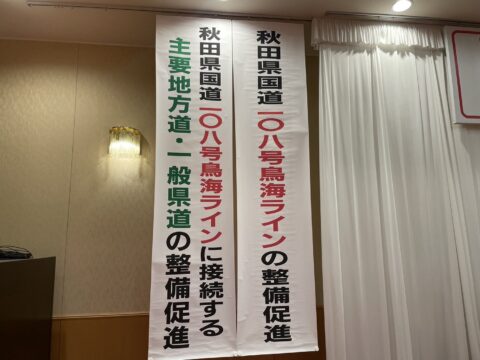 秋田県国道一〇八号鳥海ラインの整備促進
秋田県国道一〇八号鳥海ラインに接続する
主要地方道・一般県道の整備促進